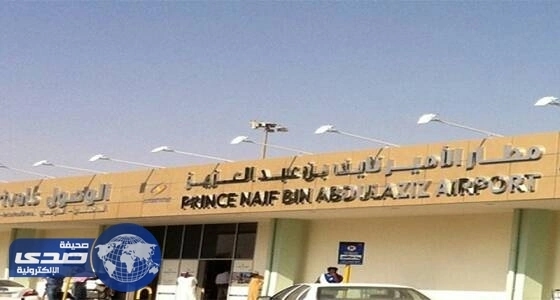 مطار الأمير نايف بن عبد العزيز
PRINCE NAIF BIN ABDULAZIZ AIRPORT
الوصول
صحيفة
صدى
الإلكترونية